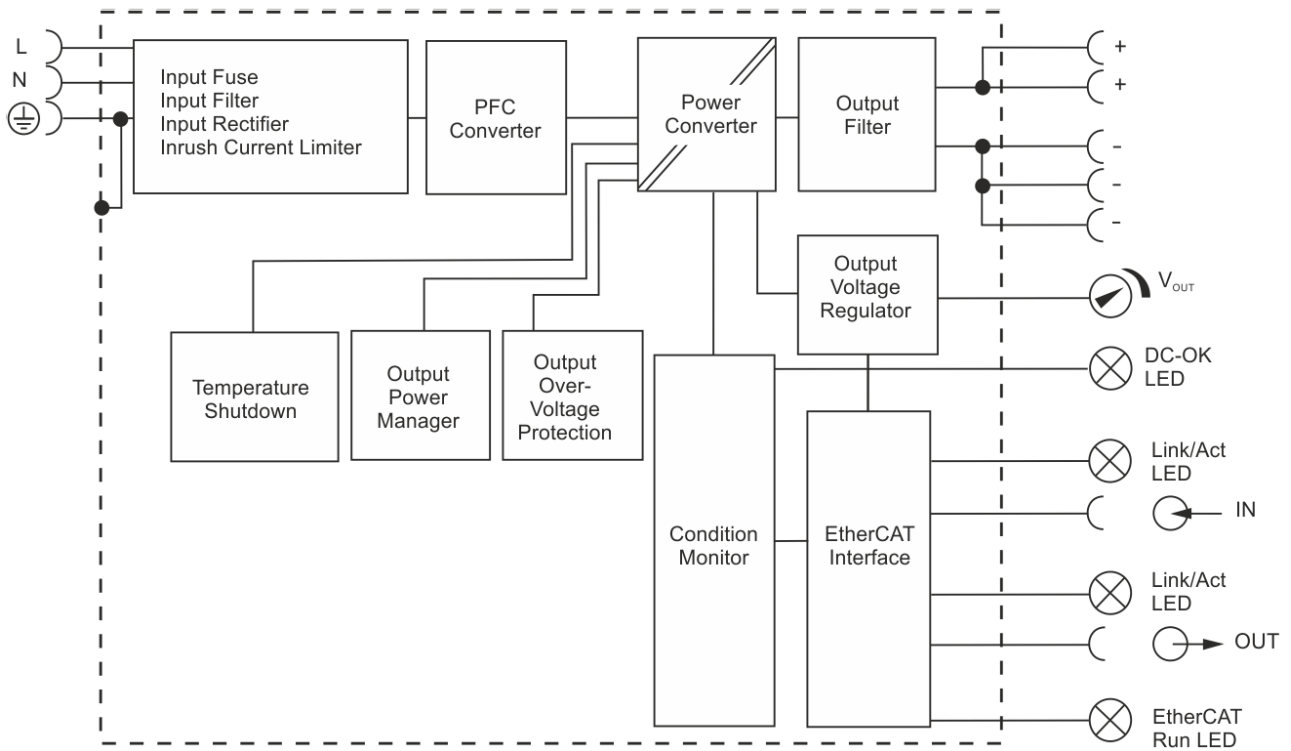 L
N
Input Fuse
Input Filter
Input Rectifier
Inrush Current Limiter
PFC
Converter
Power
Converter
Output
Filter
+
+
-
-
-
Output
Voltage
Regulator
VOUT
DC-OK
LED
Temperature
Shutdown
Output
Power
Manager
Output
Over-
Voltage
Protection
Condition
Monitor
EtherCAT
Interface
Link/Act
LED
IN
Link/Act
LED
OUT
EtherCAT
Run LED